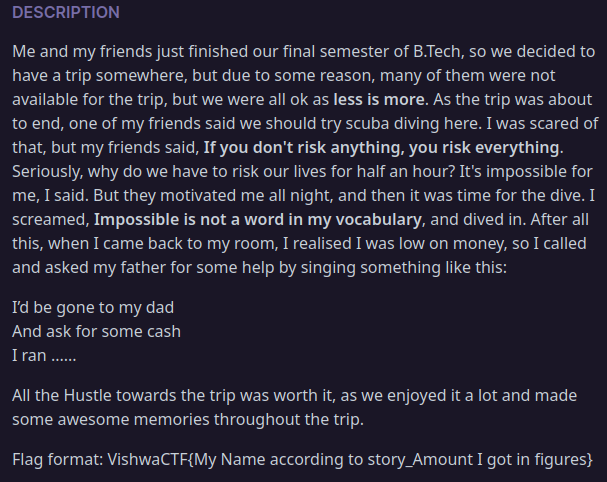 DESCRIPTION
Me and my friends just finished our final semester of B.Tech, so we decided to
have a trip somewhere, but due to some reason, many of them were not
available for the trip, but we were all ok as less is more. As the trip was about
to end, one of my friends said we should try scuba diving here. I was scared of
that, but my friends said, If you don't risk anything, you risk everything.
Seriously, why do we have to risk our lives for half an hour? It's impossible for
me, I said. But they motivated me all night, and then it was time for the dive. I
screamed, Impossible is not a word in my vocabulary, and dived in. After all
this, when I came back to my room, I realised I was low on money, so I called
and asked my father for some help by singing something like this:
I’d be gone to my dad
And ask for some cash
I ran ......
All the Hustle towards the trip was worth it, as we enjoyed it a lot and made
some awesome memories throughout the trip.
Flag format: VishwaCTF{My Name according to story_Amount I got in figures}